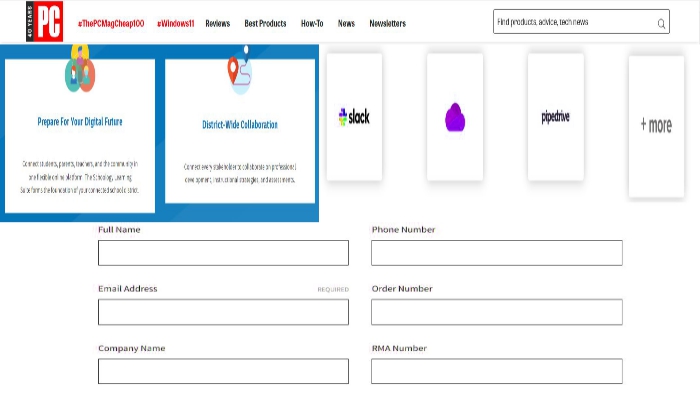 40 YEARS
PC
#ThePCMagCheap100
#Windows11
Reviews
Best Products
How-To
News
Newsletters
Find products, advice, tech news
Prepare For Your Digital Future
Connect students, parents, teachers, and the community in
one flexible online platform. The Schoology Learning
Suite forms the foundation of your connected school district.
District-Wide Collaboration
Connect every stakeholder to collaborate on professional
development, instructional strategies, and assessments.
slack
pipedrive
+ more
Full Name
Phone Number
Email Address
REQUIRED
Order Number
Company Name
RMA Number